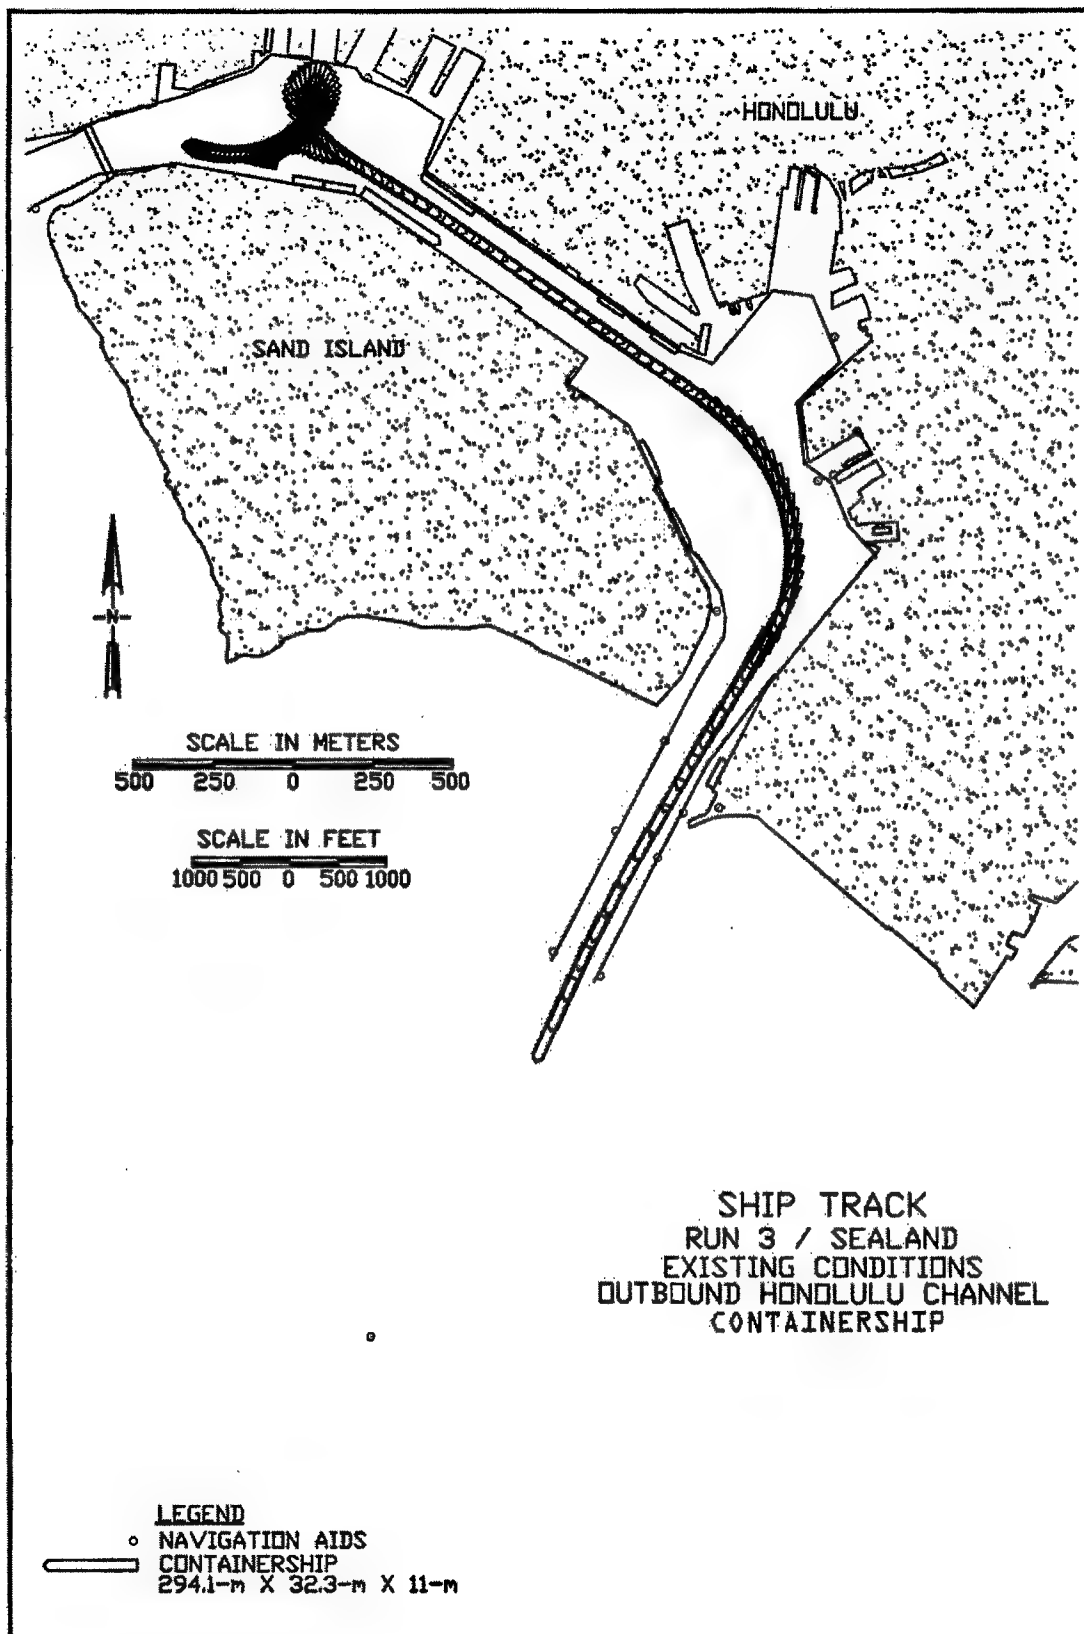 HONOLULU
SAND ISLAND
N
SCALE IN METERS
500 250 0 250 500
SCALE IN FEET
1000 500 0 500 1000
SHIP TRACK
RUN 3 / SEALAND
EXISTING CONDITIONS
OUTBOUND HONOLULU CHANNEL
CONTAINERSHIP
LEGEND
NAVIGATION AIDS
CONTAINERSHIP
294.1-m X 32.3-m X 11-m